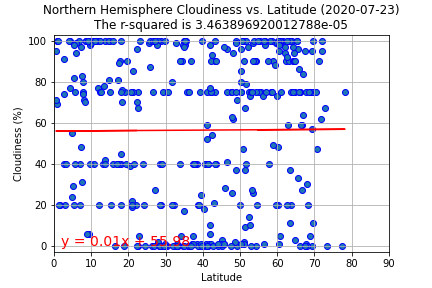 Northern Hemisphere Cloudiness vs. Latitude (2020-07-23)
The r-squared is 3.463896920012788e-05
Cloudiness (%)
100
80
60
40
20
0
y = 0.01x + 55.98
0 10 20 30 40 50 60 70 80 90
Latitude